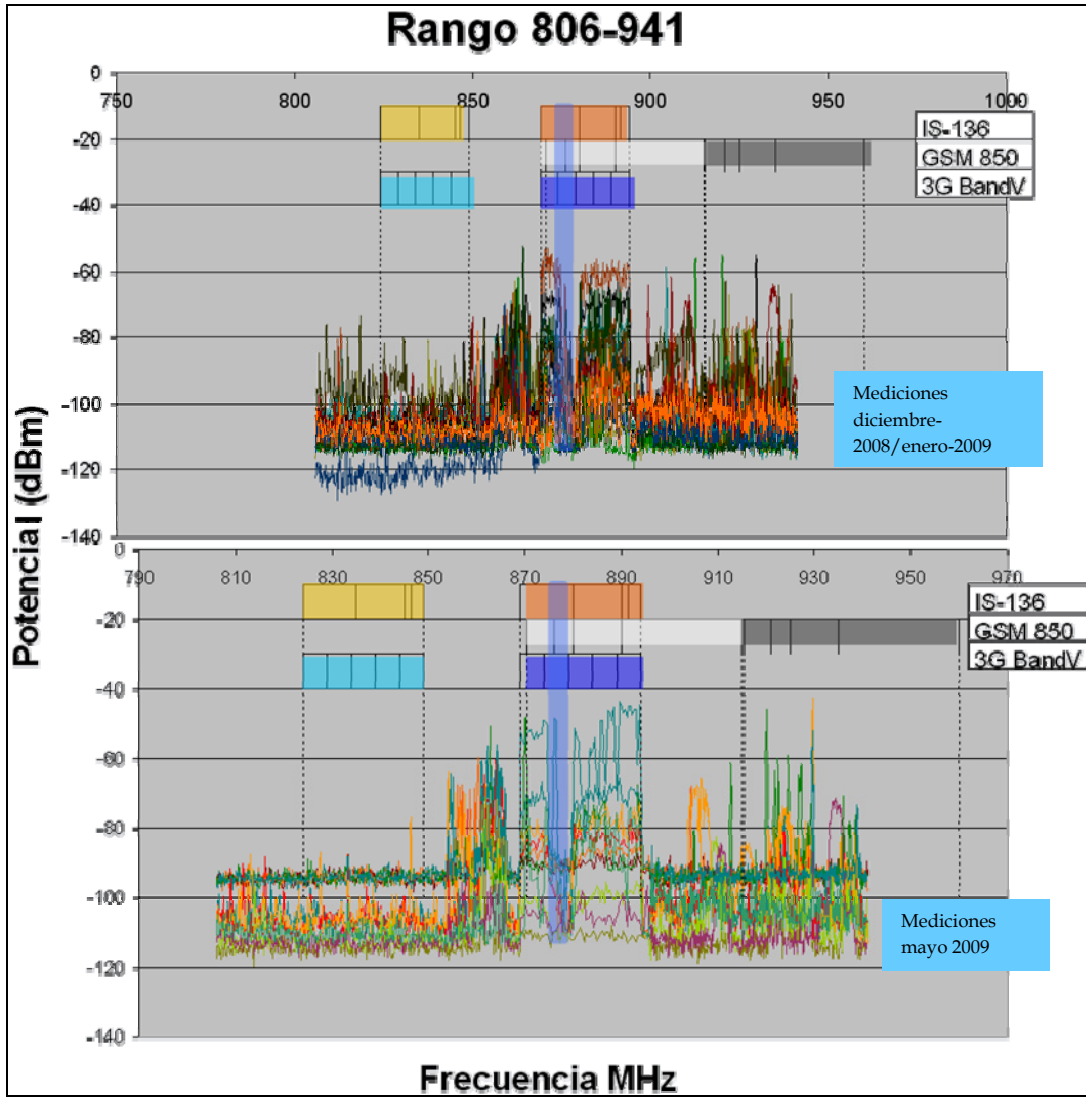 Rango 806-941
0
750 800 850 900 950 1000
-20
-40
-60
-80
-100
-120
-140
IS-136
GSM 850
3G BandV
Mediciones
diciembre-
2008/enero-2009
Potencial (dBm)
0
790 810 830 850 870 890 910 930 950 970
-20
-40
-60
-80
-100
-120
-140
IS-136
GSM 850
3G BandV
Mediciones
mayo 2009
Frecuencia MHz